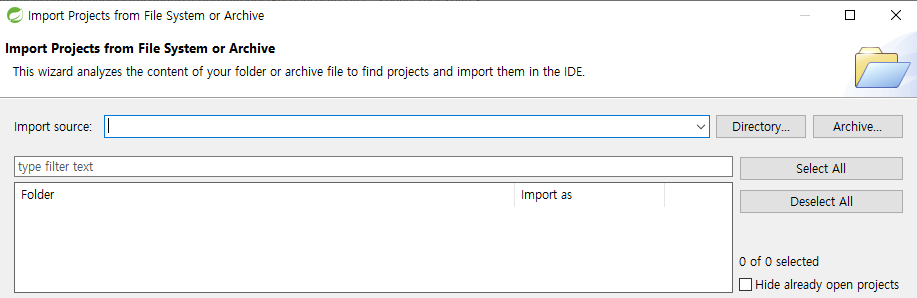 Import Projects from File System or Archive
Import Projects from File System or Archive
This wizard analyzes the content of your folder or archive file to find projects and import them in the IDE.
Import source:
Directory...
Archive...
type filter text
Select All
Folder
Import as
Deselect All
0 of 0 selected
Hide already open projects